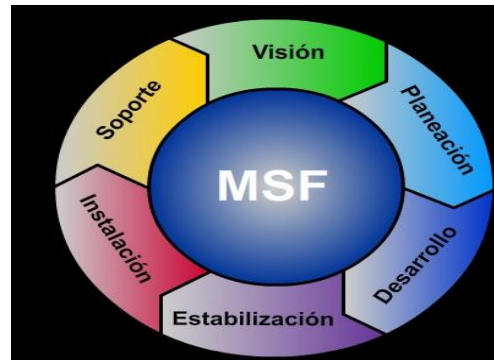 Visión
Planeación
Desarrollo
Estabilización
Instalación
Soporte
MSF